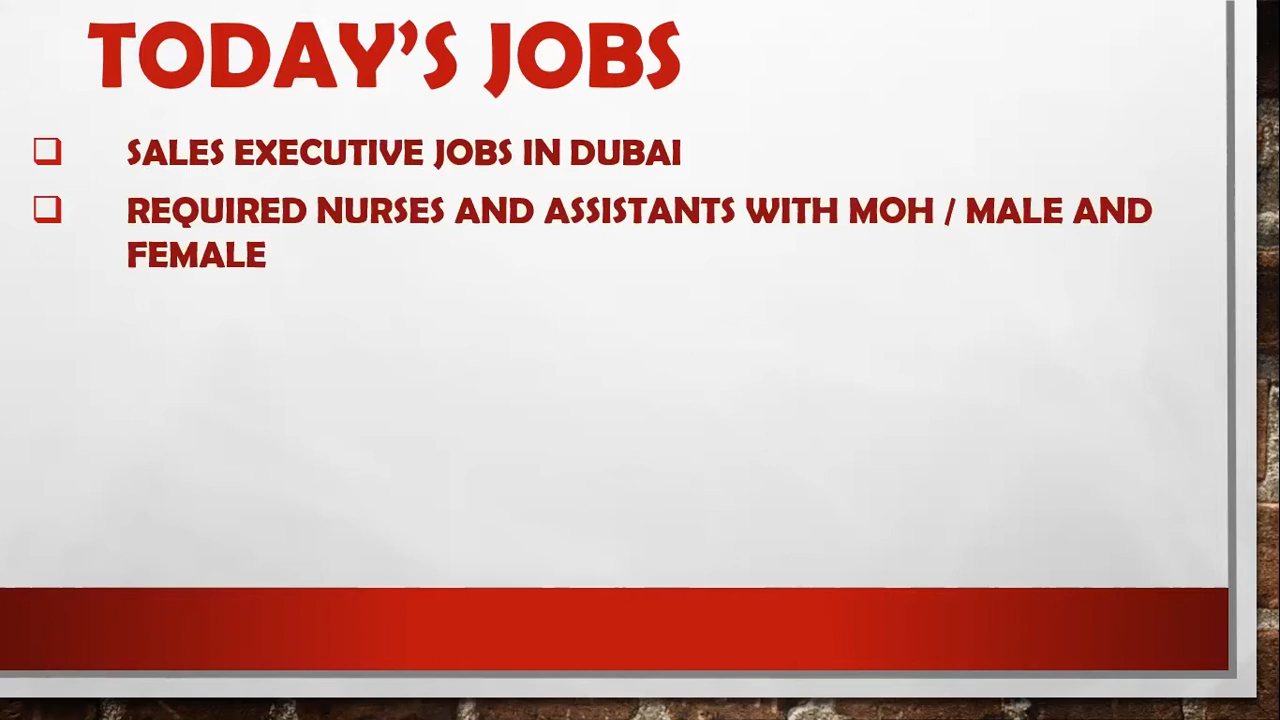 TODAY'S JOBS
SALES EXECUTIVE JOBS IN DUBAI
REQUIRED NURSES AND ASSISTANTS WITH MOH / MALE AND
FEMALE